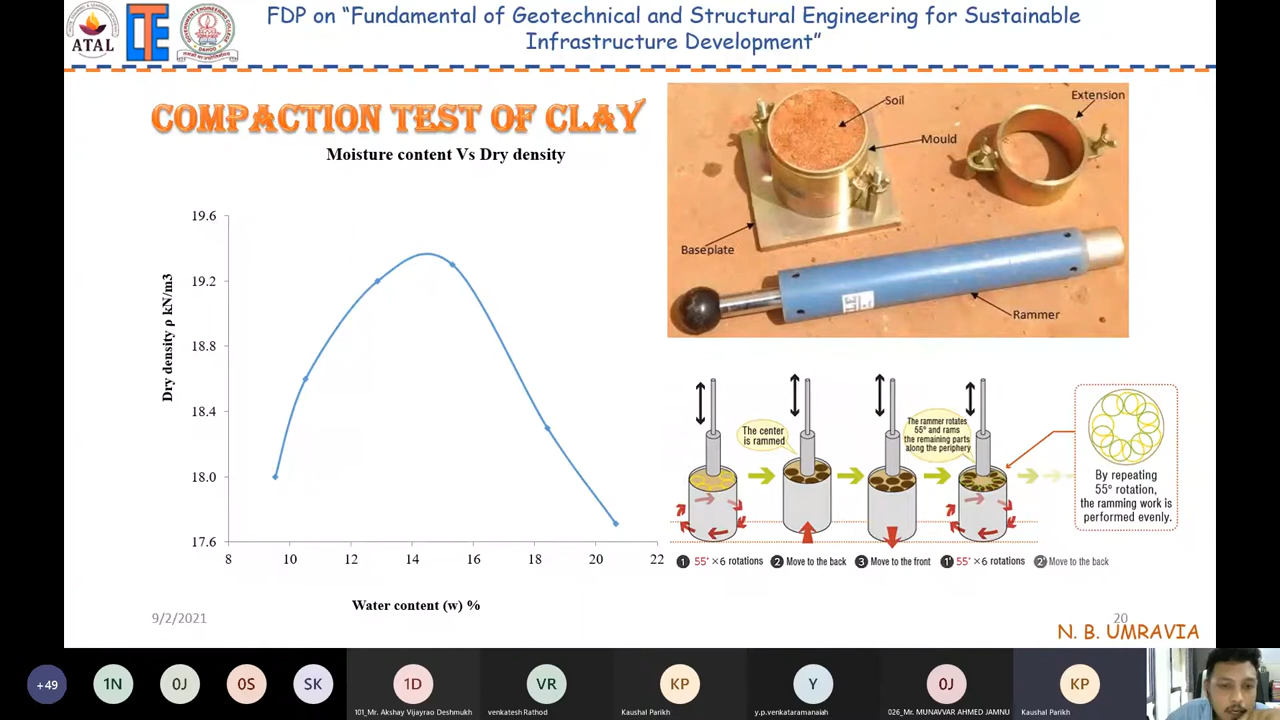 FDP on “Fundamental of Geotechnical and Structural Engineering for Sustainable
Infrastructure Development”
ATAL
COMPACTION TEST OF CLAY
Moisture content Vs Dry density
Dry density ρ kN/m3
19.6
19.2
18.8
18.4
18.0
17.6
8 10 12 14 16 18 20 22
Water content (w) %
Soil
Extension
Mould
Baseplate
Rammer
The center
is rammed
The rammer rotates
55° and rams
the remaining parts
along the periphery
By repeating
55° rotation,
the ramming work is
performed evenly.
1 55° ×6 rotations
2 Move to the back
3 Move to the front
1' 55° ×6 rotations
2' Move to the back
9/2/2021
20
N. B. UMRAVIA
+49
1N
0J
0S
SK
1D
VR
KP
Y
0J
KP
101_Mr. Akshay Vijayrao Deshmukh
venkatesh Rathod
Kaushal Parikh
y.p.venkataramanaiah
026_Mr. MUNAVVAR AHMED JAMNU
Kaushal Parikh